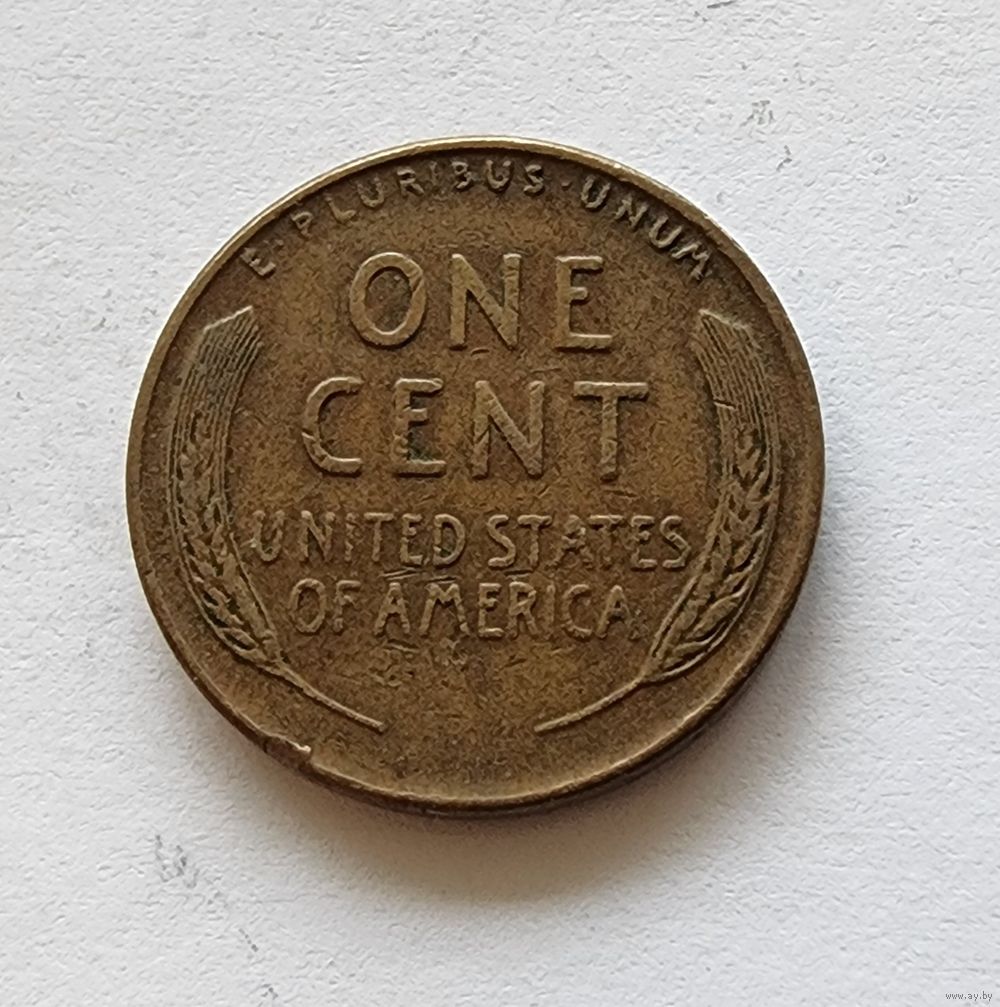 E·PLURIBUS·UNUM
ONE
CENT
UNITED STATES
OF AMERICA
www.ay.by